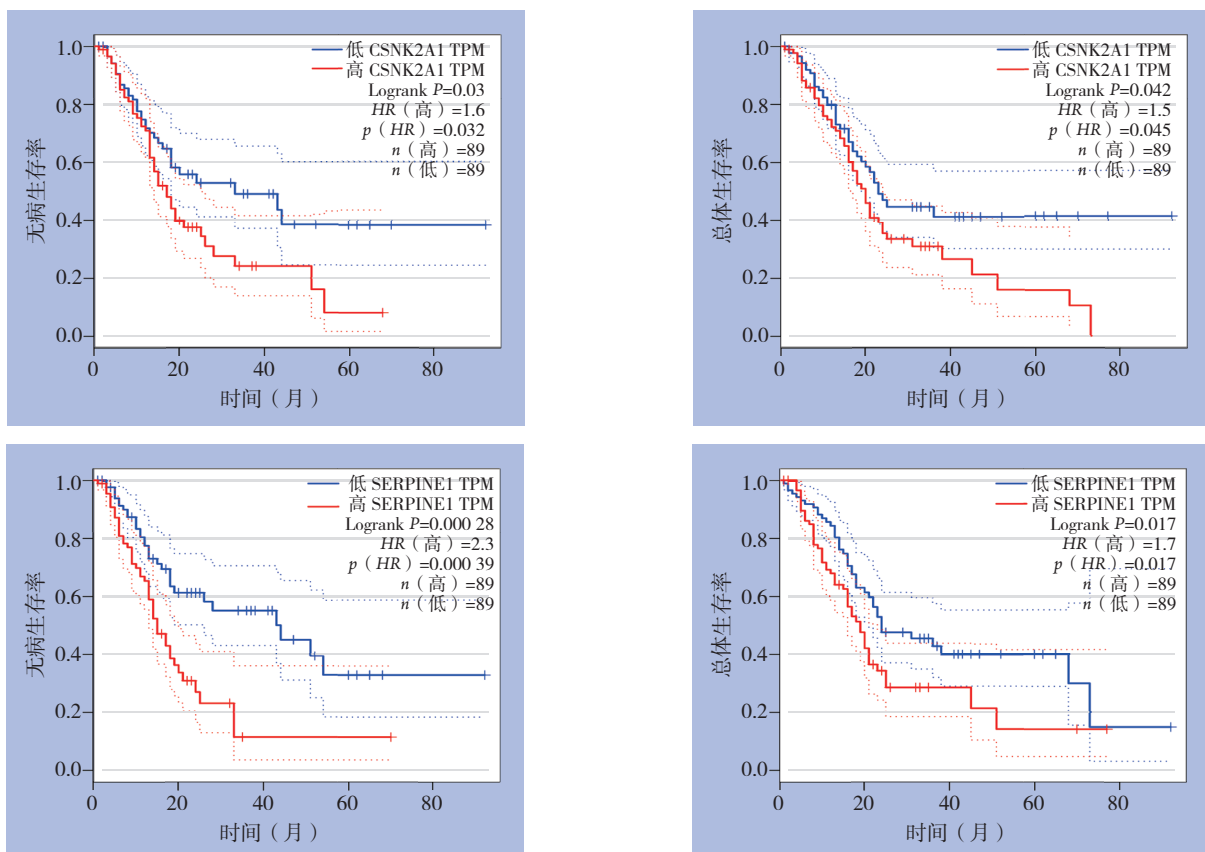 1.0
0.8
0.6
0.4
0.2
0.0
无病生存率
低 CSNK2A1 TPM
高 CSNK2A1 TPM
Logrank P=0.03
HR(高)=1.6
p(HR)=0.032
n(高)=89
n(低)=89
0 20 40 60 80
时间(月)
1.0
0.8
0.6
0.4
0.2
0.0
总体生存率
低 CSNK2A1 TPM
高 CSNK2A1 TPM
Logrank P=0.042
HR(高)=1.5
p(HR)=0.045
n(高)=89
n(低)=89
0 20 40 60 80
时间(月)
1.0
0.8
0.6
0.4
0.2
0.0
无病生存率
低 SERPINE1 TPM
高 SERPINE1 TPM
Logrank P=0.000 28
HR(高)=2.3
p(HR)=0.000 39
n(高)=89
n(低)=89
0 20 40 60 80
时间(月)
1.0
0.8
0.6
0.4
0.2
0.0
总体生存率
低 SERPINE1 TPM
高 SERPINE1 TPM
Logrank P=0.017
HR(高)=1.7
p(HR)=0.017
n(高)=89
n(低)=89
0 20 40 60 80
时间(月)